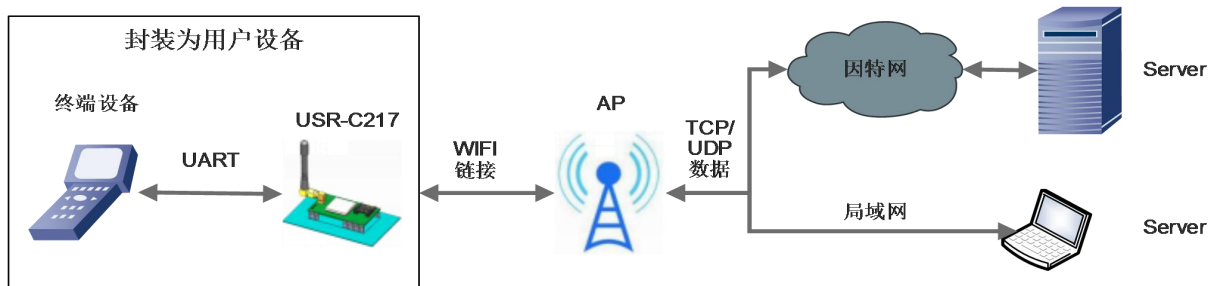 封装为用户设备
终端设备
USR-C217
UART
WIFI
链接
AP
TCP/
UDP
数据
因特网
Server
局域网
Server